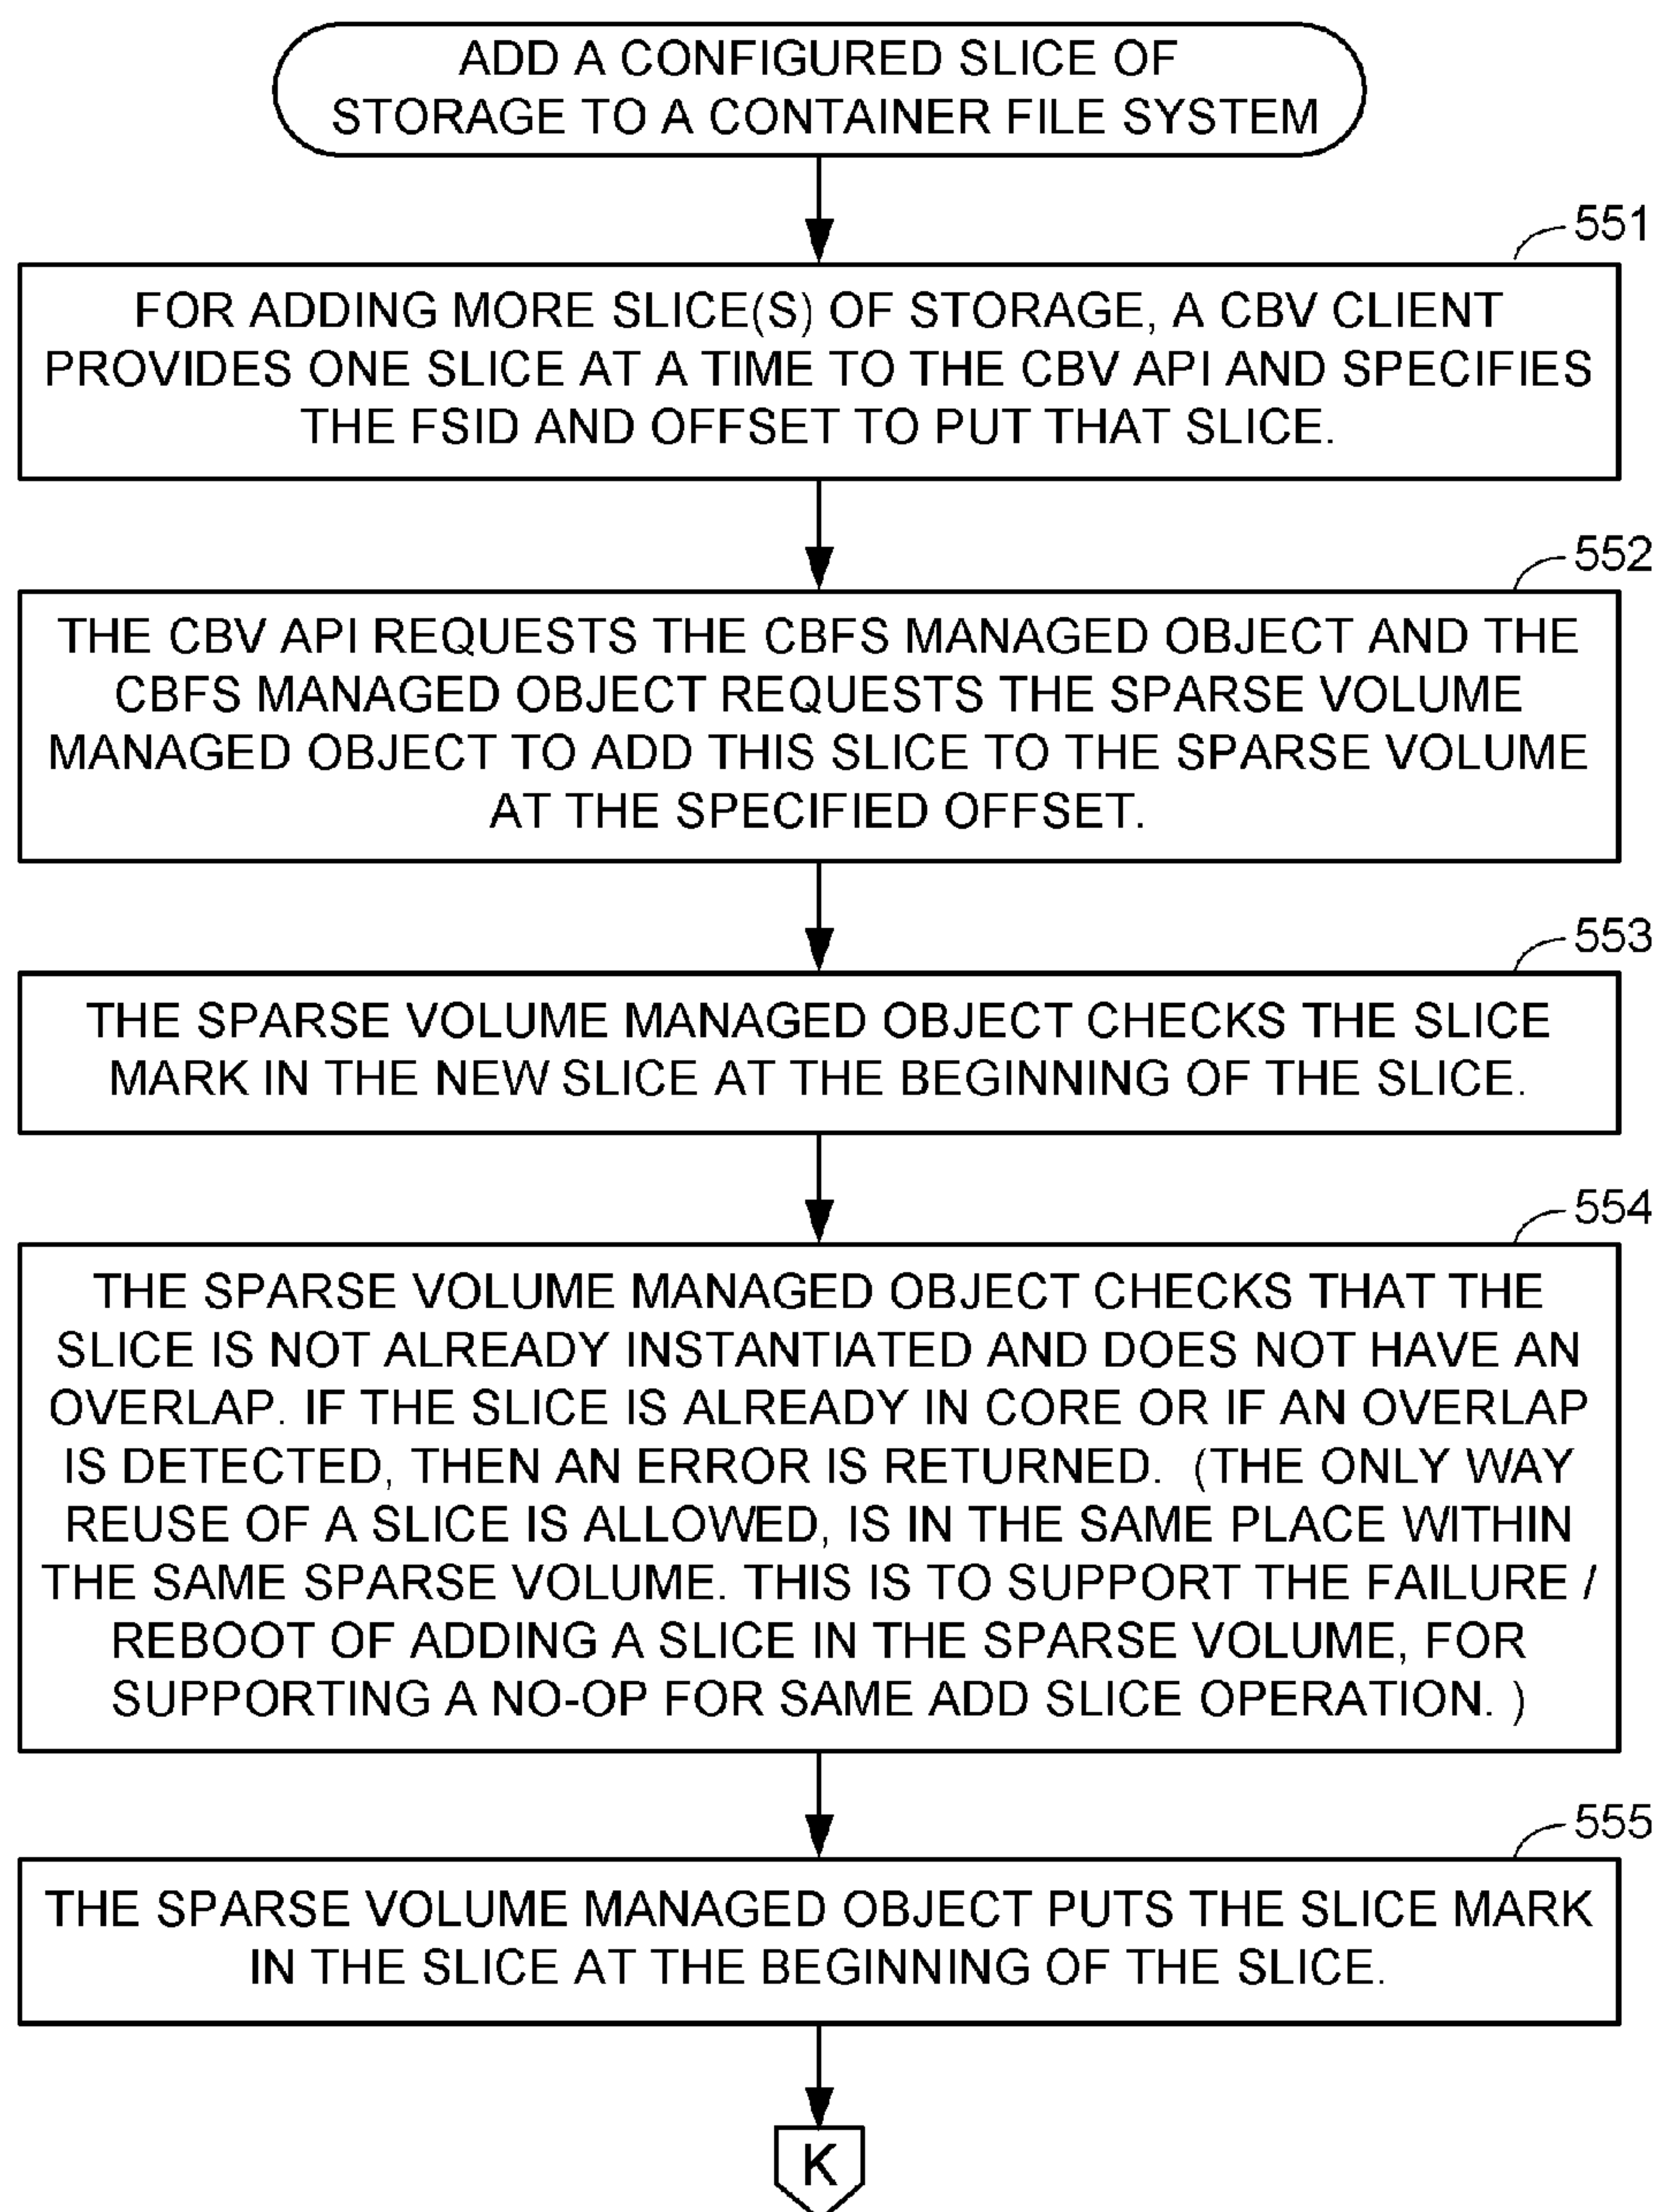 ADD A CONFIGURED SLICE OF
STORAGE TO A CONTAINER FILE SYSTEM
551
FOR ADDING MORE SLICE(S) OF STORAGE, A CBV CLIENT
PROVIDES ONE SLICE AT A TIME TO THE CBV API AND SPECIFIES
THE FSID AND OFFSET TO PUT THAT SLICE.
552
THE CBV API REQUESTS THE CBFS MANAGED OBJECT AND THE
CBFS MANAGED OBJECT REQUESTS THE SPARSE VOLUME
MANAGED OBJECT TO ADD THIS SLICE TO THE SPARSE VOLUME
AT THE SPECIFIED OFFSET.
553
THE SPARSE VOLUME MANAGED OBJECT CHECKS THE SLICE
MARK IN THE NEW SLICE AT THE BEGINNING OF THE SLICE.
554
THE SPARSE VOLUME MANAGED OBJECT CHECKS THAT THE
SLICE IS NOT ALREADY INSTANTIATED AND DOES NOT HAVE AN
OVERLAP. IF THE SLICE IS ALREADY IN CORE OR IF AN OVERLAP
IS DETECTED, THEN AN ERROR IS RETURNED. (THE ONLY WAY
REUSE OF A SLICE IS ALLOWED, IS IN THE SAME PLACE WITHIN
THE SAME SPARSE VOLUME. THIS IS TO SUPPORT THE FAILURE /
REBOOT OF ADDING A SLICE IN THE SPARSE VOLUME, FOR
SUPPORTING A NO-OP FOR SAME ADD SLICE OPERATION. )
555
THE SPARSE VOLUME MANAGED OBJECT PUTS THE SLICE MARK
IN THE SLICE AT THE BEGINNING OF THE SLICE.
K